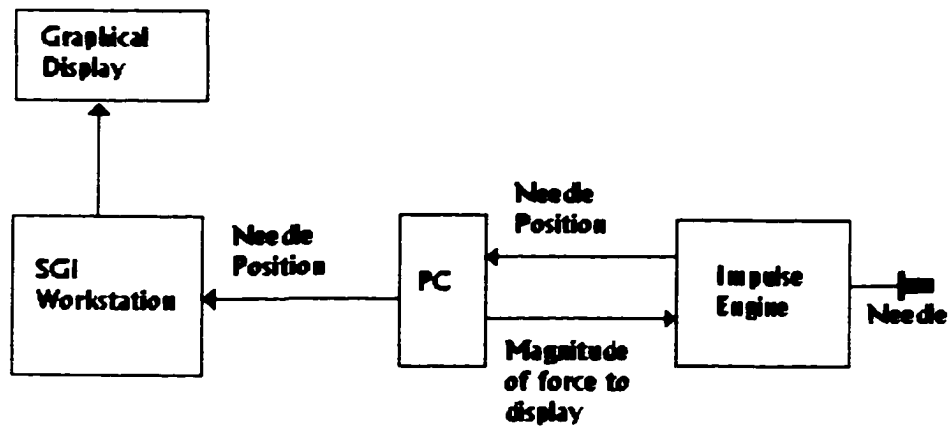 Graphical
Display
SGI
Workstation
Needle
Position
PC
Needle
Position
Magnitude
of force to
display
Impulse
Engine
Needle